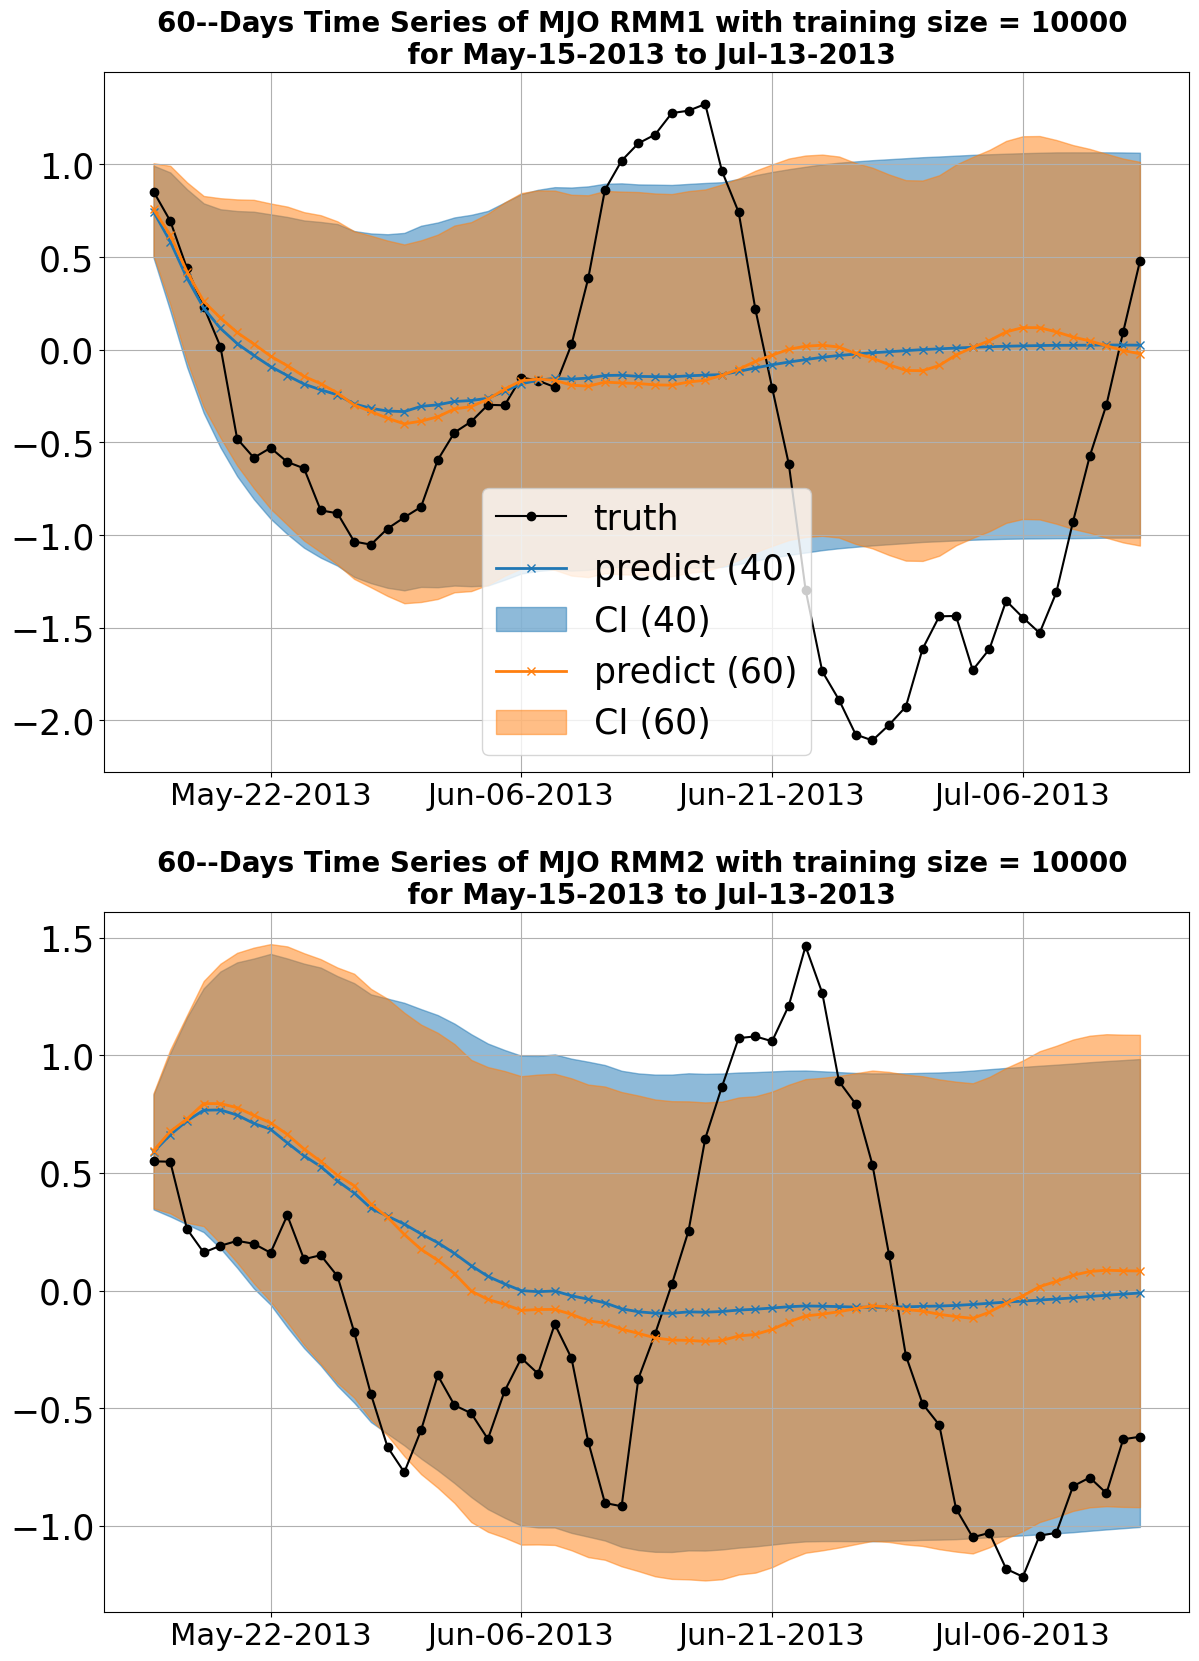 60--Days Time Series of MJO RMM1 with training size = 10000
for May-15-2013 to Jul-13-2013
1.0
0.5
0.0
−0.5
−1.0
−1.5
−2.0
truth
predict (40)
CI (40)
predict (60)
CI (60)
May-22-2013
Jun-06-2013
Jun-21-2013
Jul-06-2013
60--Days Time Series of MJO RMM2 with training size = 10000
for May-15-2013 to Jul-13-2013
1.5
1.0
0.5
0.0
−0.5
−1.0
May-22-2013
Jun-06-2013
Jun-21-2013
Jul-06-2013